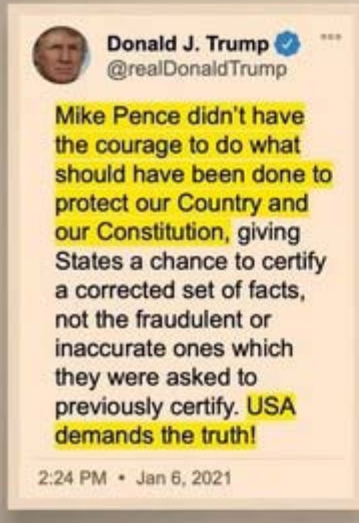 Donald J. Trump
@realDonaldTrump
Mike Pence didn't have
the courage to do what
should have been done to
protect our Country and
our Constitution, giving
States a chance to certify
a corrected set of facts,
not the fraudulent or
inaccurate ones which
they were asked to
previously certify. USA
demands the truth!
2:24 PM • Jan 6, 2021